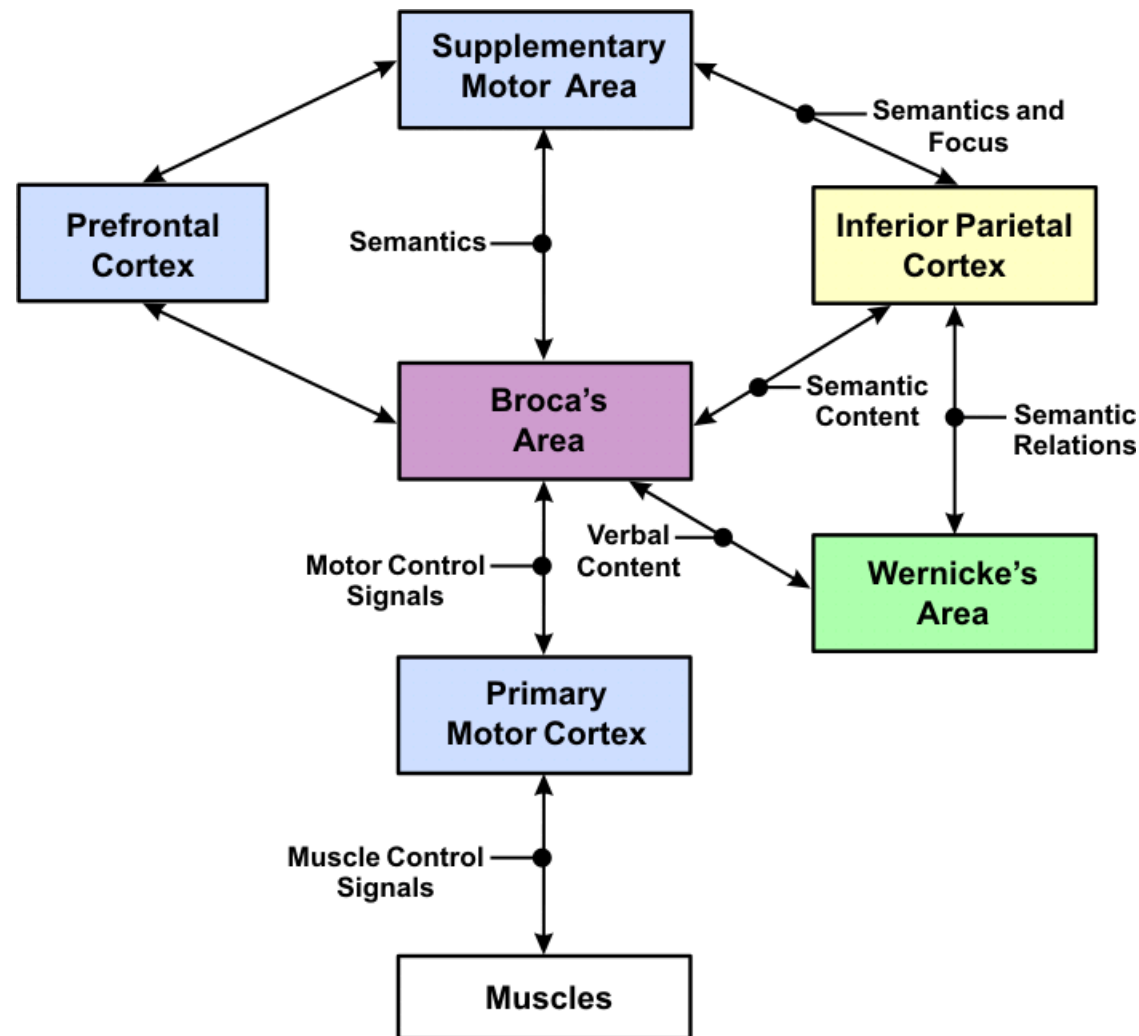 Supplementary
Motor Area
Semantics and
Focus
Prefrontal
Cortex
Semantics
Inferior Parietal
Cortex
Broca's
Area
Semantic
Content
Semantic
Relations
Verbal
Content
Motor Control
Signals
Wernicke's
Area
Primary
Motor Cortex
Muscle Control
Signals
Muscles